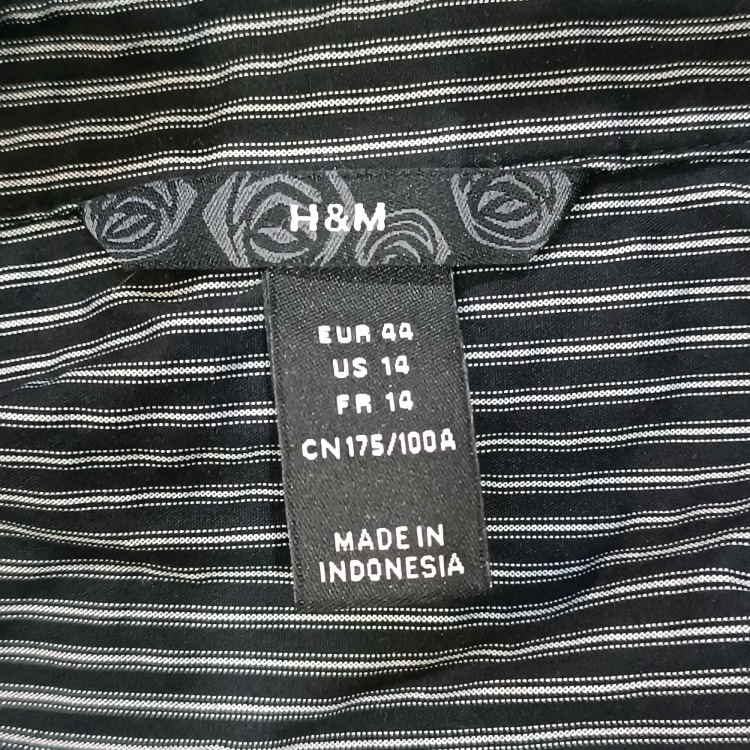 H&M
EUR 44
US 14
FR 14
CN175/100A
MADE IN
INDONESIA